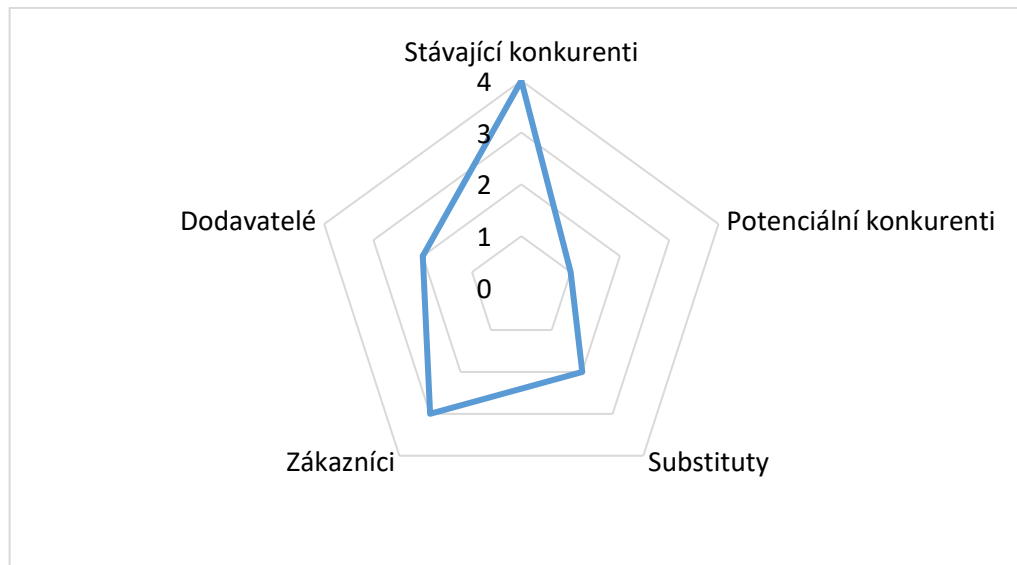 Stávající konkurenti
4
3
2
1
0
Potenciální konkurenti
Substituty
Zákazníci
Dodavatelé